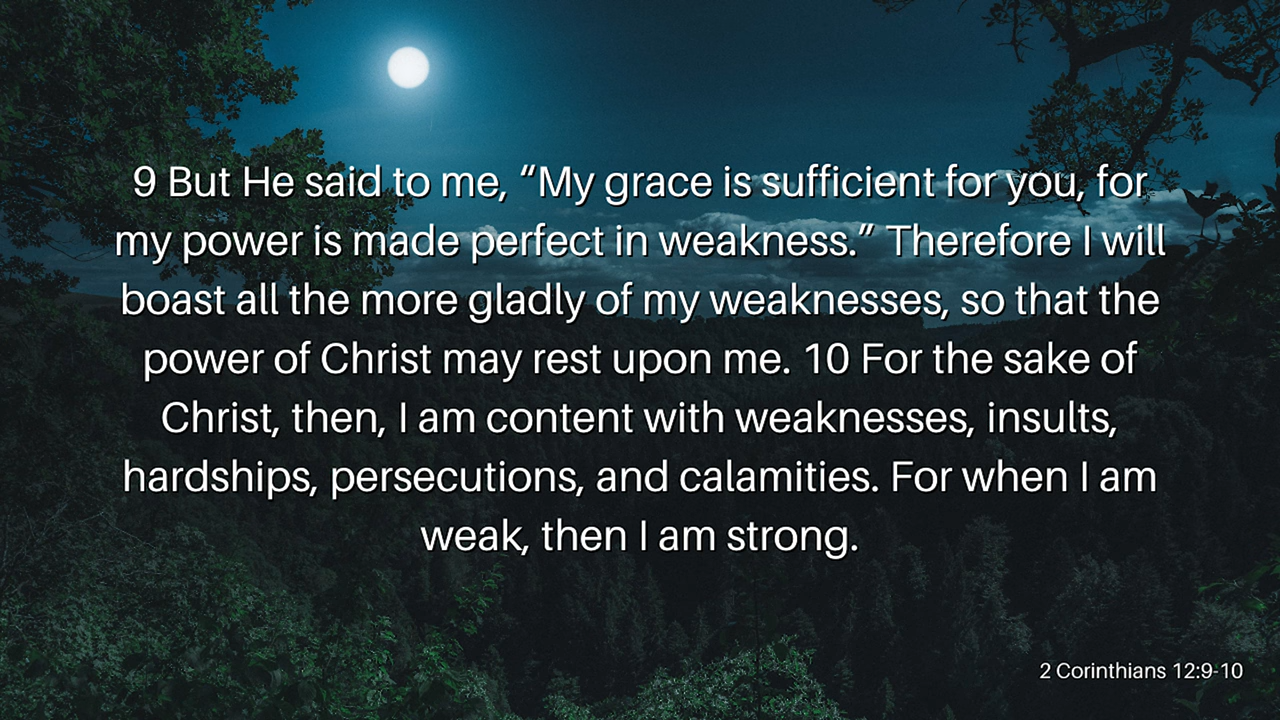 9 But He said to me, “My grace is sufficient for you, for
my power is made perfect in weakness.” Therefore I will
boast all the more gladly of my weaknesses, so that the
power of Christ may rest upon me. 10 For the sake of
Christ, then, I am content with weaknesses, insults,
hardships, persecutions, and calamities. For when I am
weak, then I am strong.
2 Corinthians 12:9-10